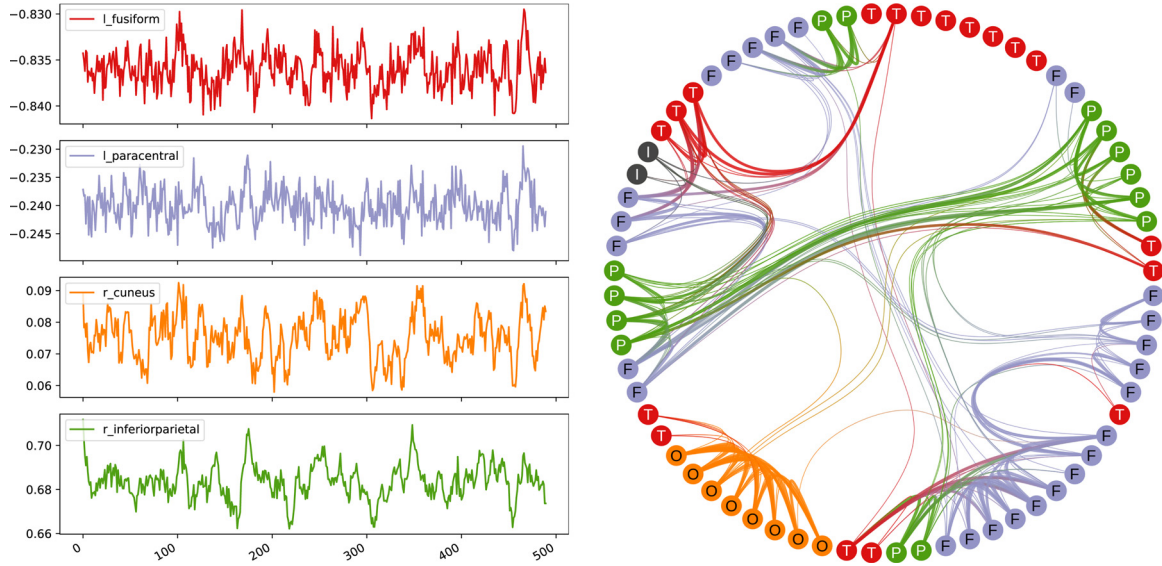 −0.830
−0.835
−0.840
l_fusiform
−0.230
−0.235
−0.240
−0.245
l_paracentral
0.09
0.08
0.07
0.06
r_cuneus
0.70
0.68
0.66
r_inferiorparietal
0
100
200
300
400
500
P
P
T
T
T
T
T
T
T
T
F
F
P
P
P
P
P
P
T
T
F
F
F
F
F
T
F
F
F
F
F
F
F
F
F
P
P
T
T
O
O
O
O
O
O
O
O
T
T
F
F
P
P
P
P
F
F
F
I
I
T
T
T
F
F
F
F
F